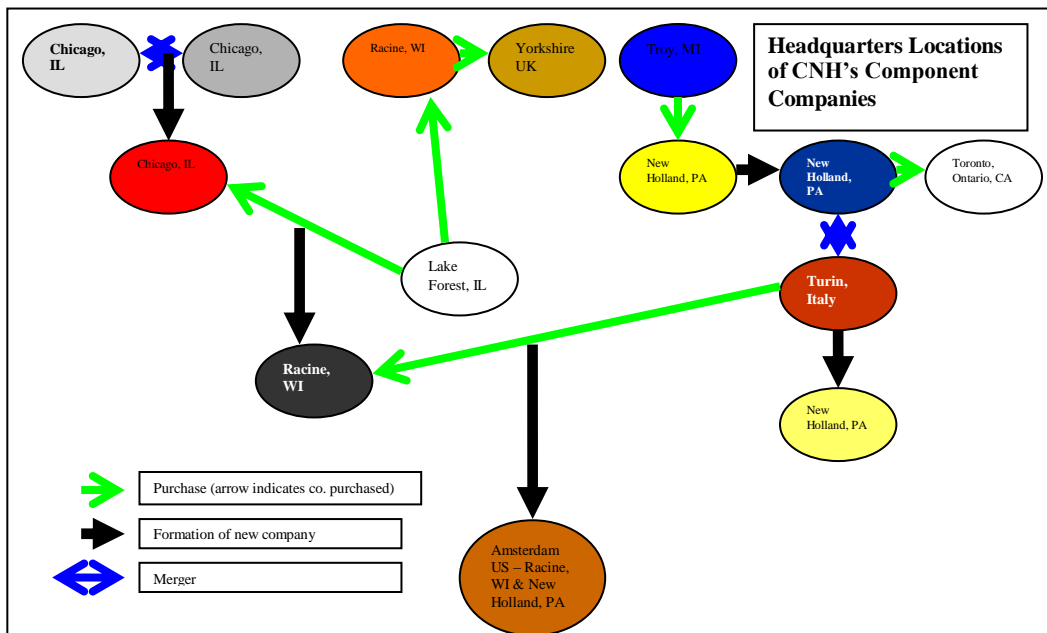 Chicago,
IL
Chicago,
IL
Racine, WI
Yorkshire
UK
Troy, MI
Headquarters Locations
of CNH's Component
Companies
Chicago, IL
New
Holland, PA
New
Holland,
PA
Toronto,
Ontario, CA
Lake
Forest, IL
Turin,
Italy
Racine,
WI
New
Holland, PA
Purchase (arrow indicates co. purchased)
Formation of new company
Merger
Amsterdam
US – Racine,
WI & New
Holland, PA